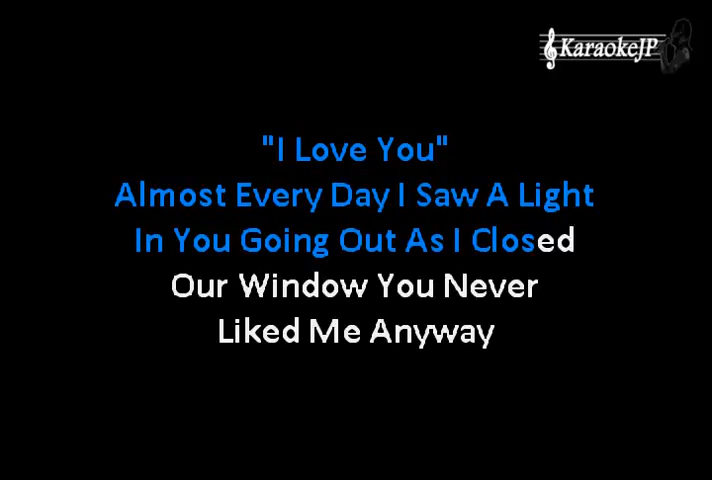 KaraokeJP
"I Love You"
Almost Every Day I Saw A Light
In You Going Out As I Closed
Our Window You Never
Liked Me Anyway